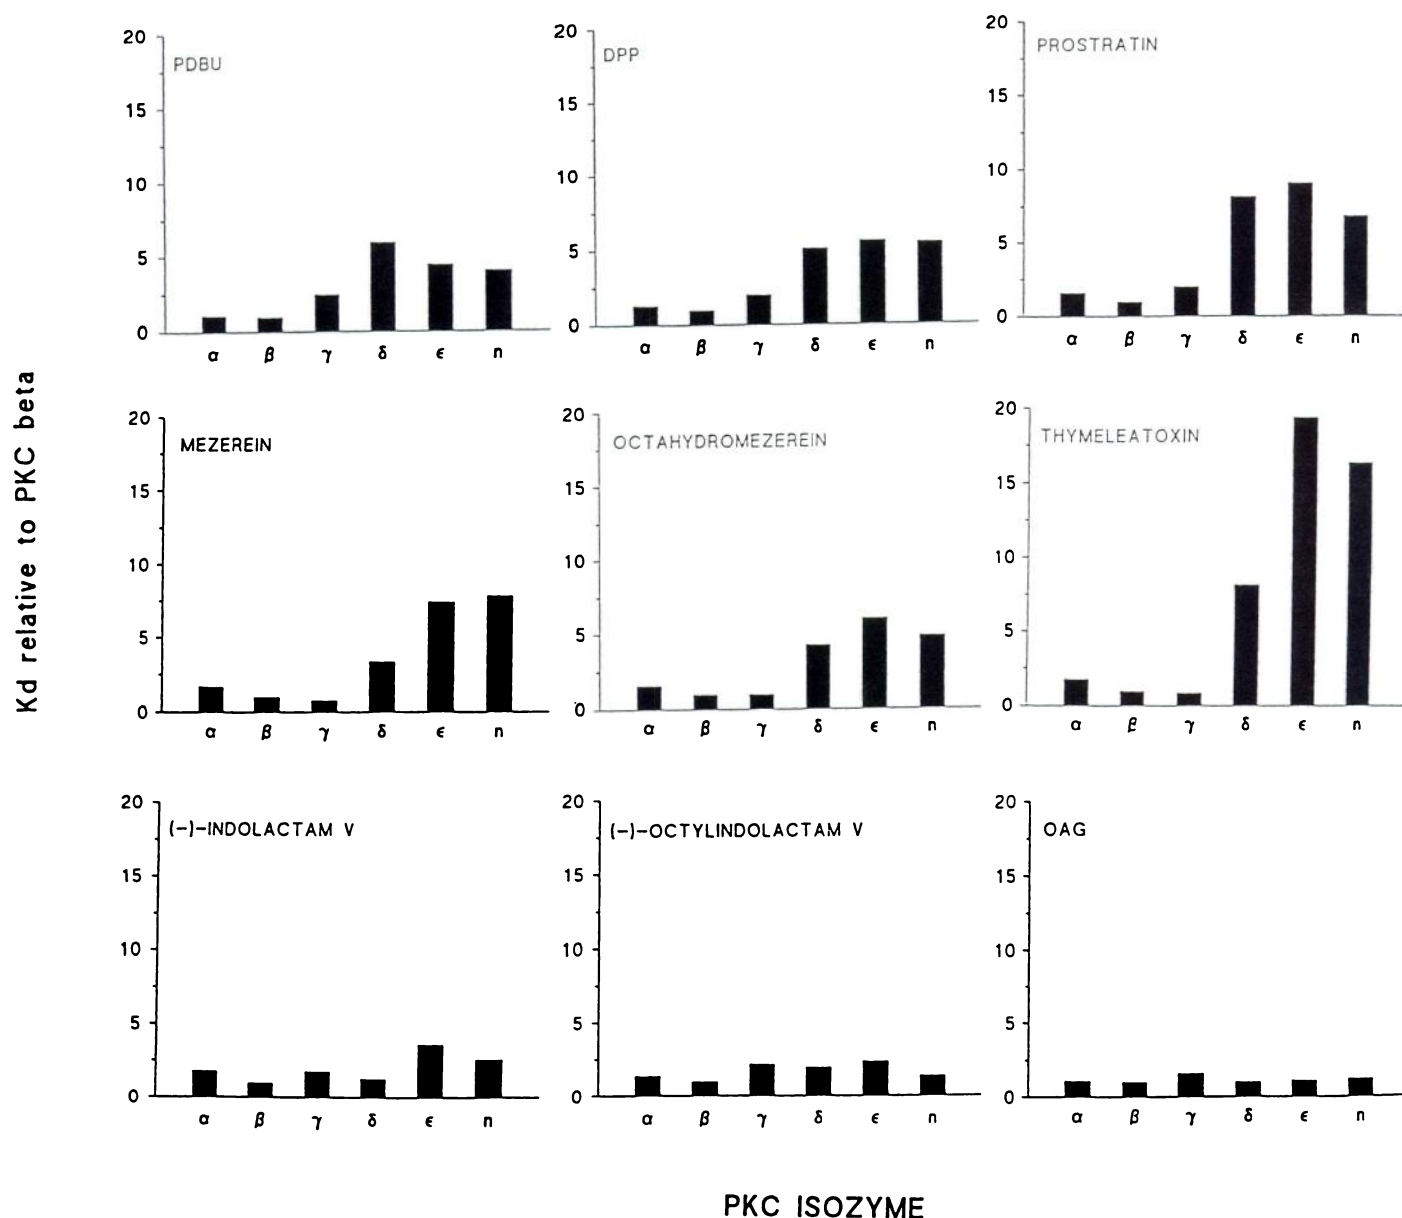 Kd relative to PKC beta
PDBU
20
15
10
5
0
α β γ δ ϵ n
DPP
20
15
10
5
0
α β γ δ ϵ n
PROSTRATIN
20
15
10
5
0
α β γ δ ϵ n
MEZEREIN
20
15
10
5
0
α β γ δ ϵ n
OCTAHYDROMEZEREIN
20
15
10
5
0
α β γ δ ϵ n
THYMELEATOXIN
20
15
10
5
0
α β γ δ ϵ n
(-)-INDOLACTAM V
20
15
10
5
0
α β γ δ ϵ n
(-)-OCTYLINDOLACTAM V
20
15
10
5
0
α β γ δ ϵ n
OAG
20
15
10
5
0
α β γ δ ϵ n
PKC ISOZYME